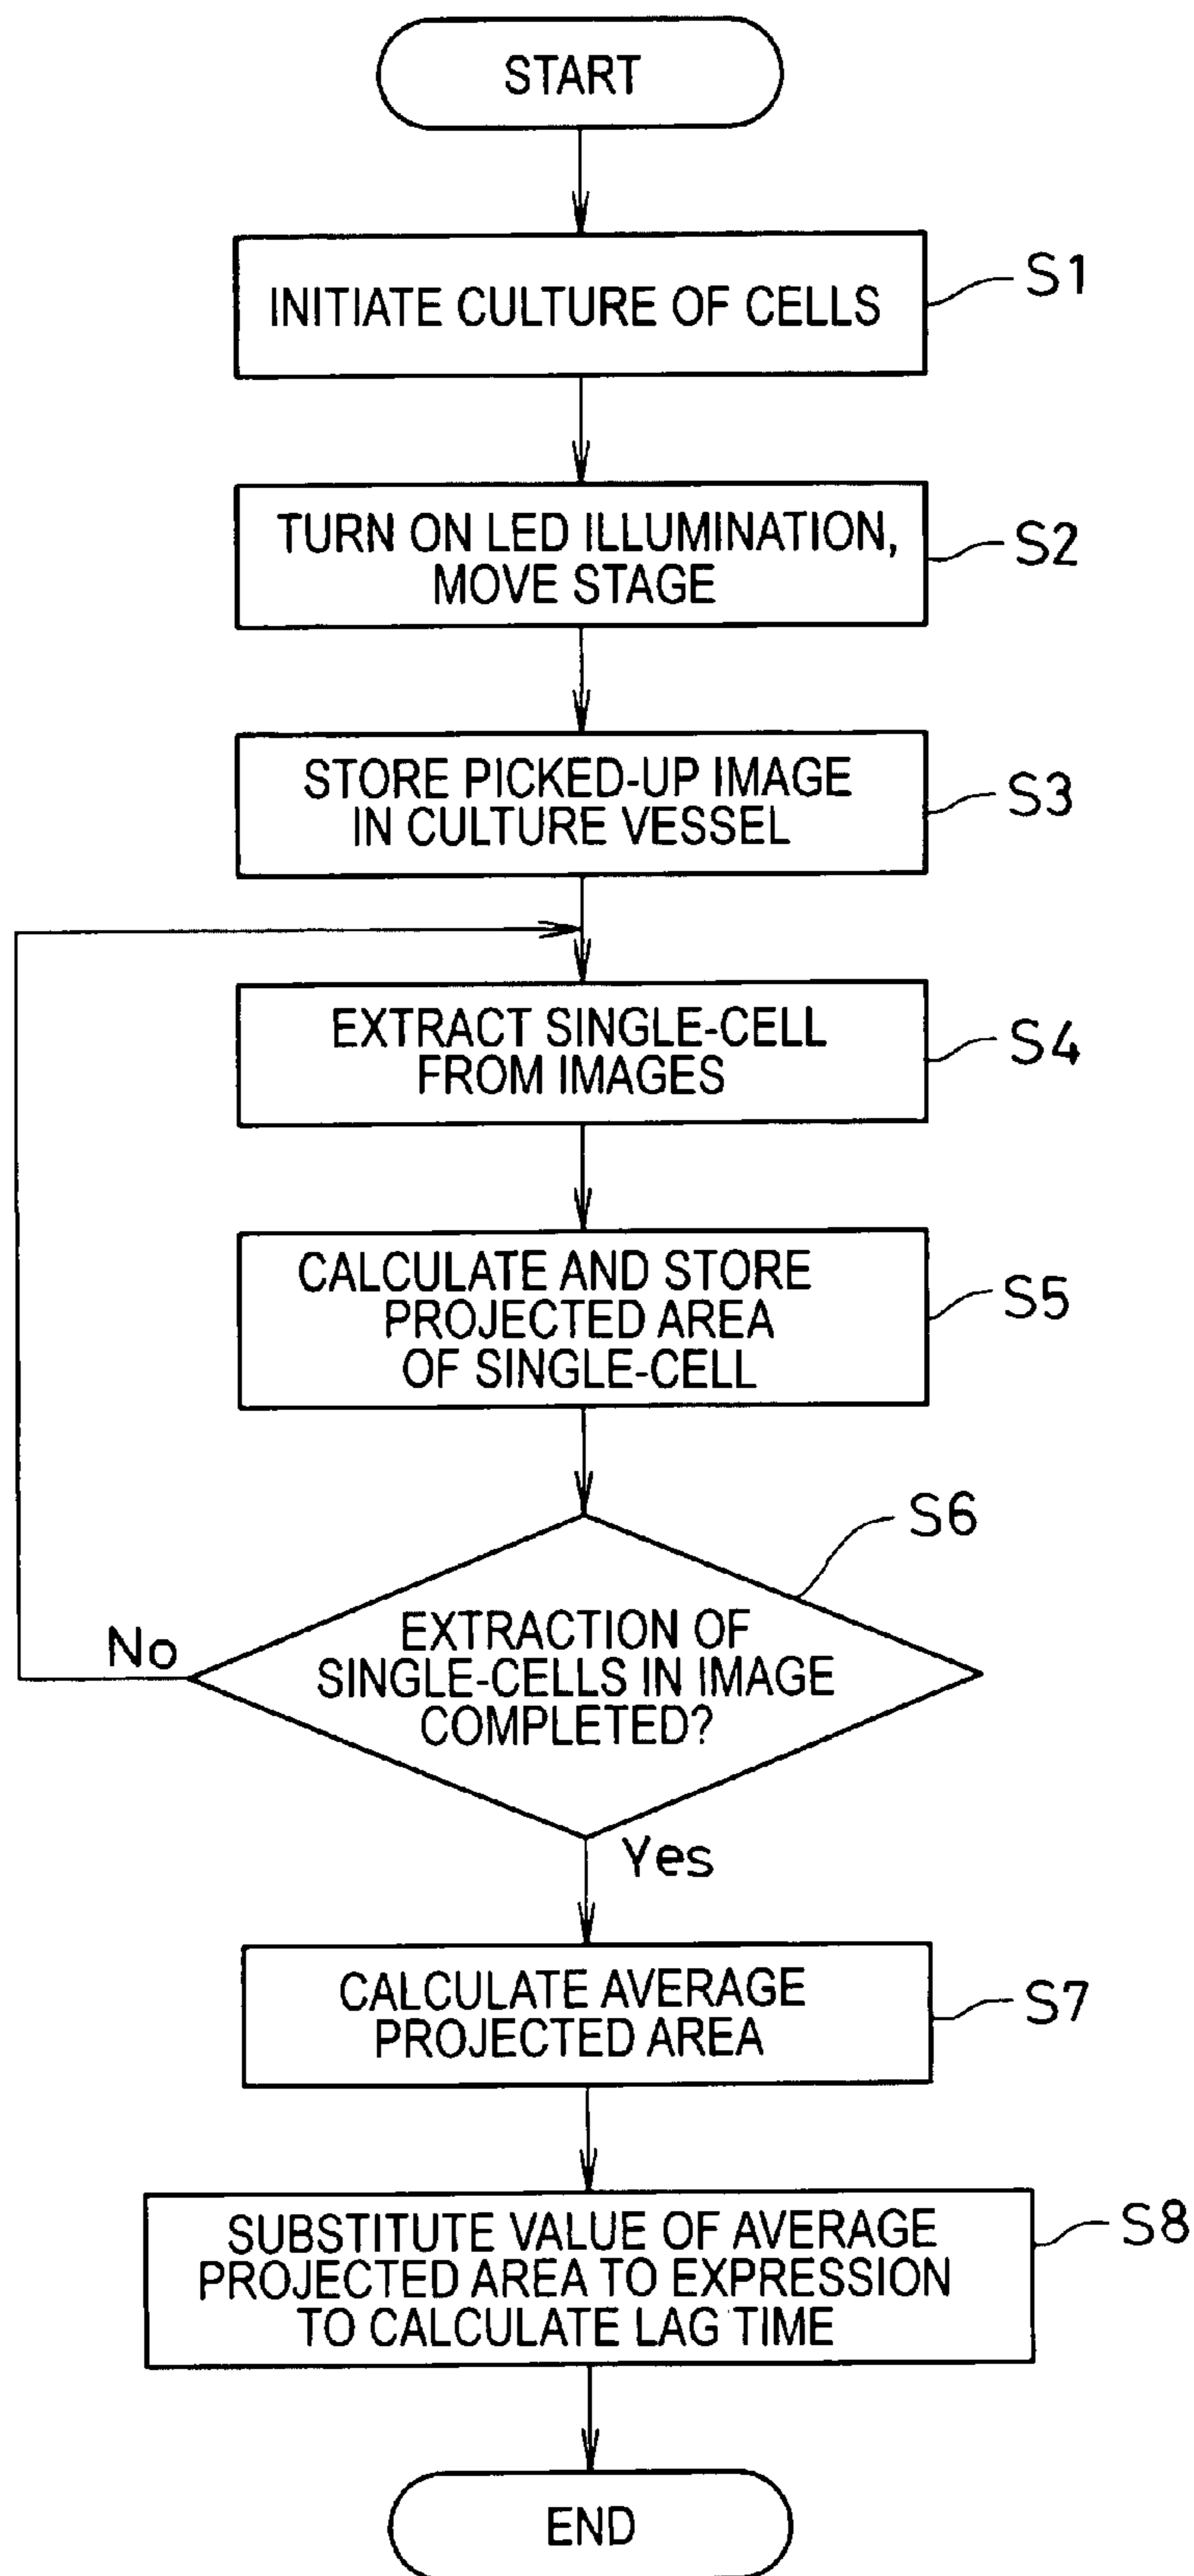 START
INITIATE CULTURE OF CELLS
S1
TURN ON LED ILLUMINATION,
MOVE STAGE
S2
STORE PICKED-UP IMAGE
IN CULTURE VESSEL
S3
EXTRACT SINGLE-CELL
FROM IMAGES
S4
CALCULATE AND STORE
PROJECTED AREA
OF SINGLE-CELL
S5
S6
EXTRACTION OF
SINGLE-CELLS IN IMAGE
COMPLETED?
No
Yes
CALCULATE AVERAGE
PROJECTED AREA
S7
SUBSTITUTE VALUE OF AVERAGE
PROJECTED AREA TO EXPRESSION
TO CALCULATE LAG TIME
S8
END